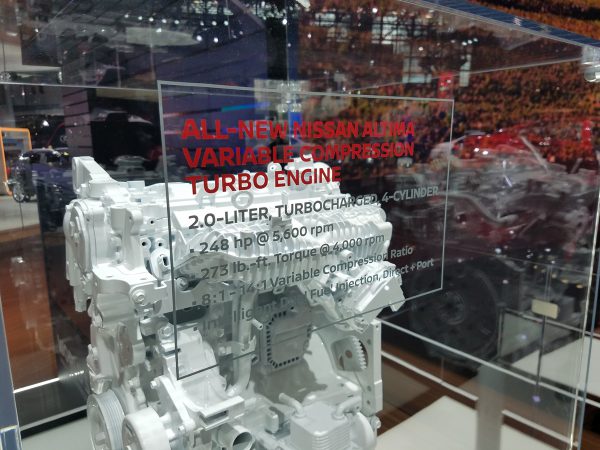 ALL-NEW NISSAN ALTIMA
VARIABLE COMPRESSION
TURBO ENGINE
2.0-LITER, TURBOCHARGED, 4-CYLINDER
• 248 hp @ 5,600 rpm
• 273 lb.-ft. Torque @ 4,000 rpm
• 8:1 - 14:1 Variable Compression Ratio
• Fuel Injection, Direct + Port